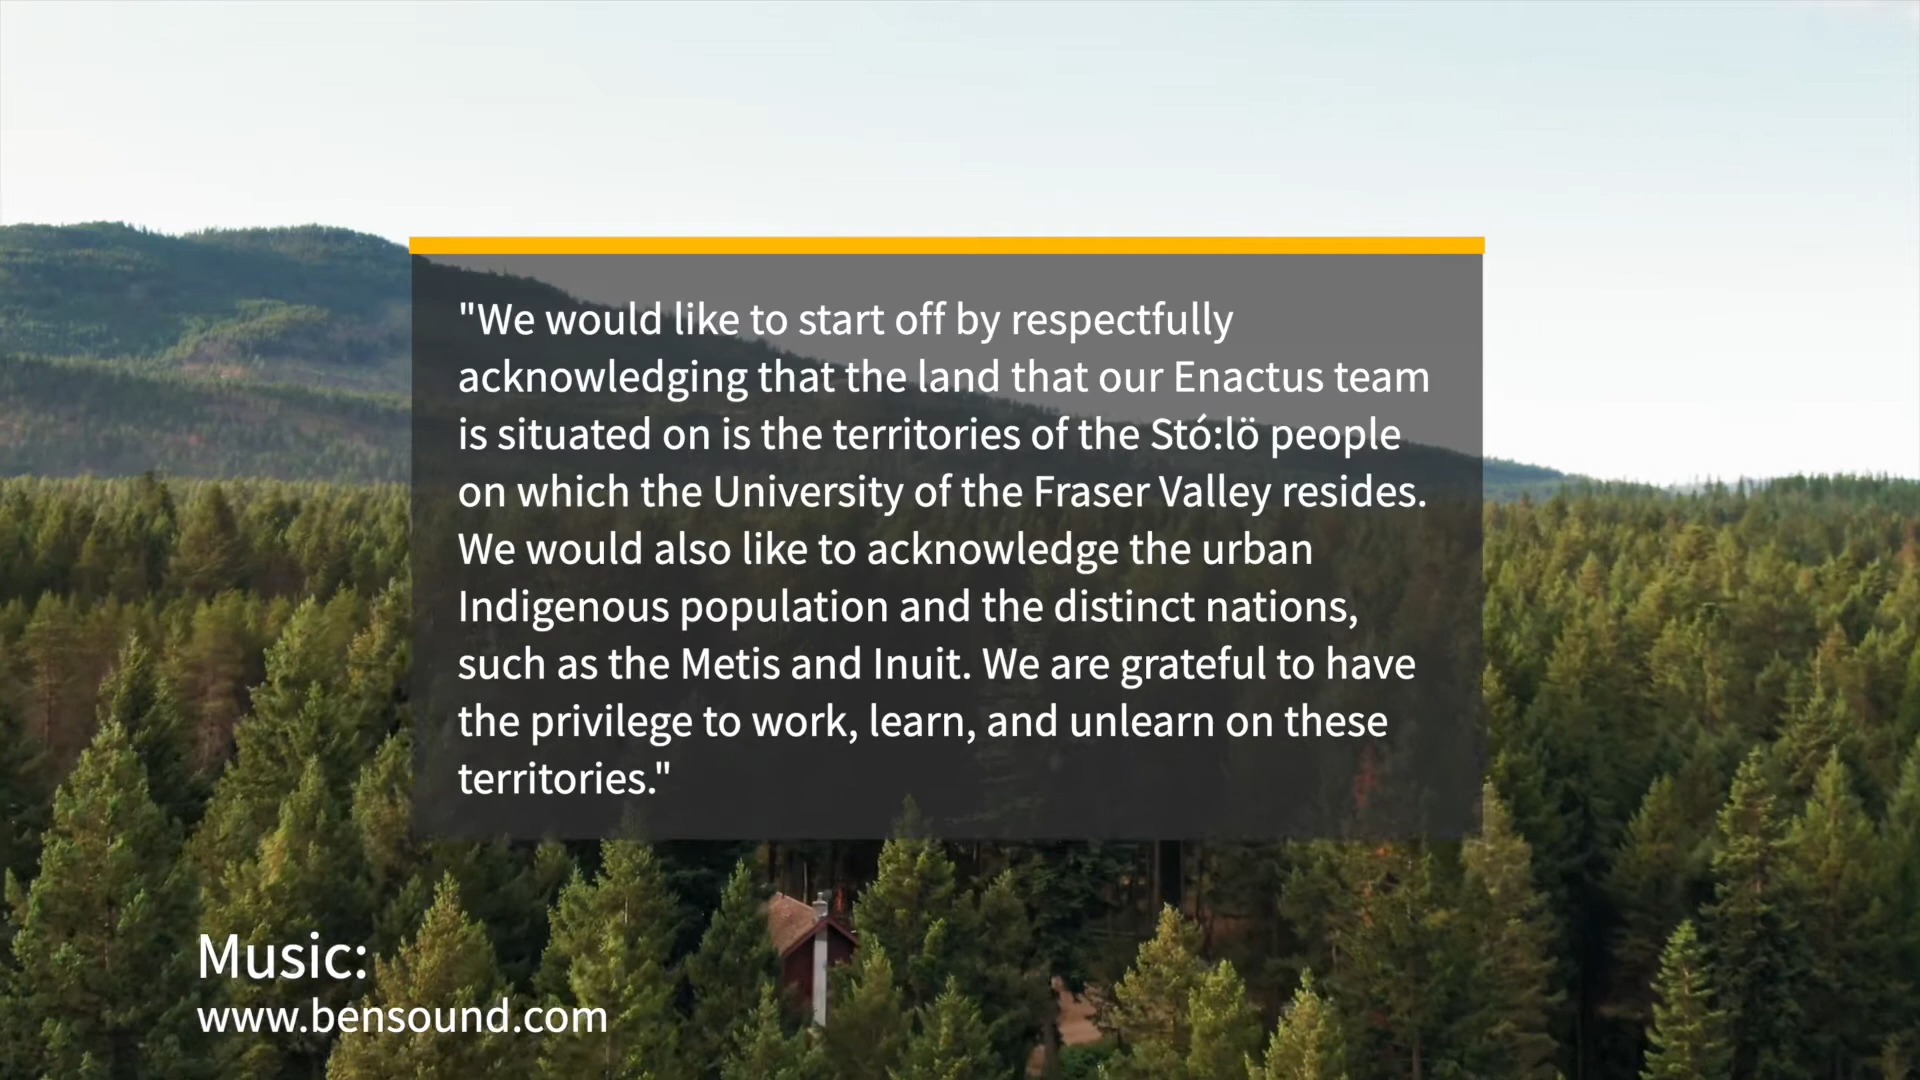 "We would like to start off by respectfully
acknowledging that the land that our Enactus team
is situated on is the territories of the Stó:lö people
on which the University of the Fraser Valley resides.
We would also like to acknowledge the urban
Indigenous population and the distinct nations,
such as the Metis and Inuit. We are grateful to have
the privilege to work, learn, and unlearn on these
territories."
Music:
www.bensound.com